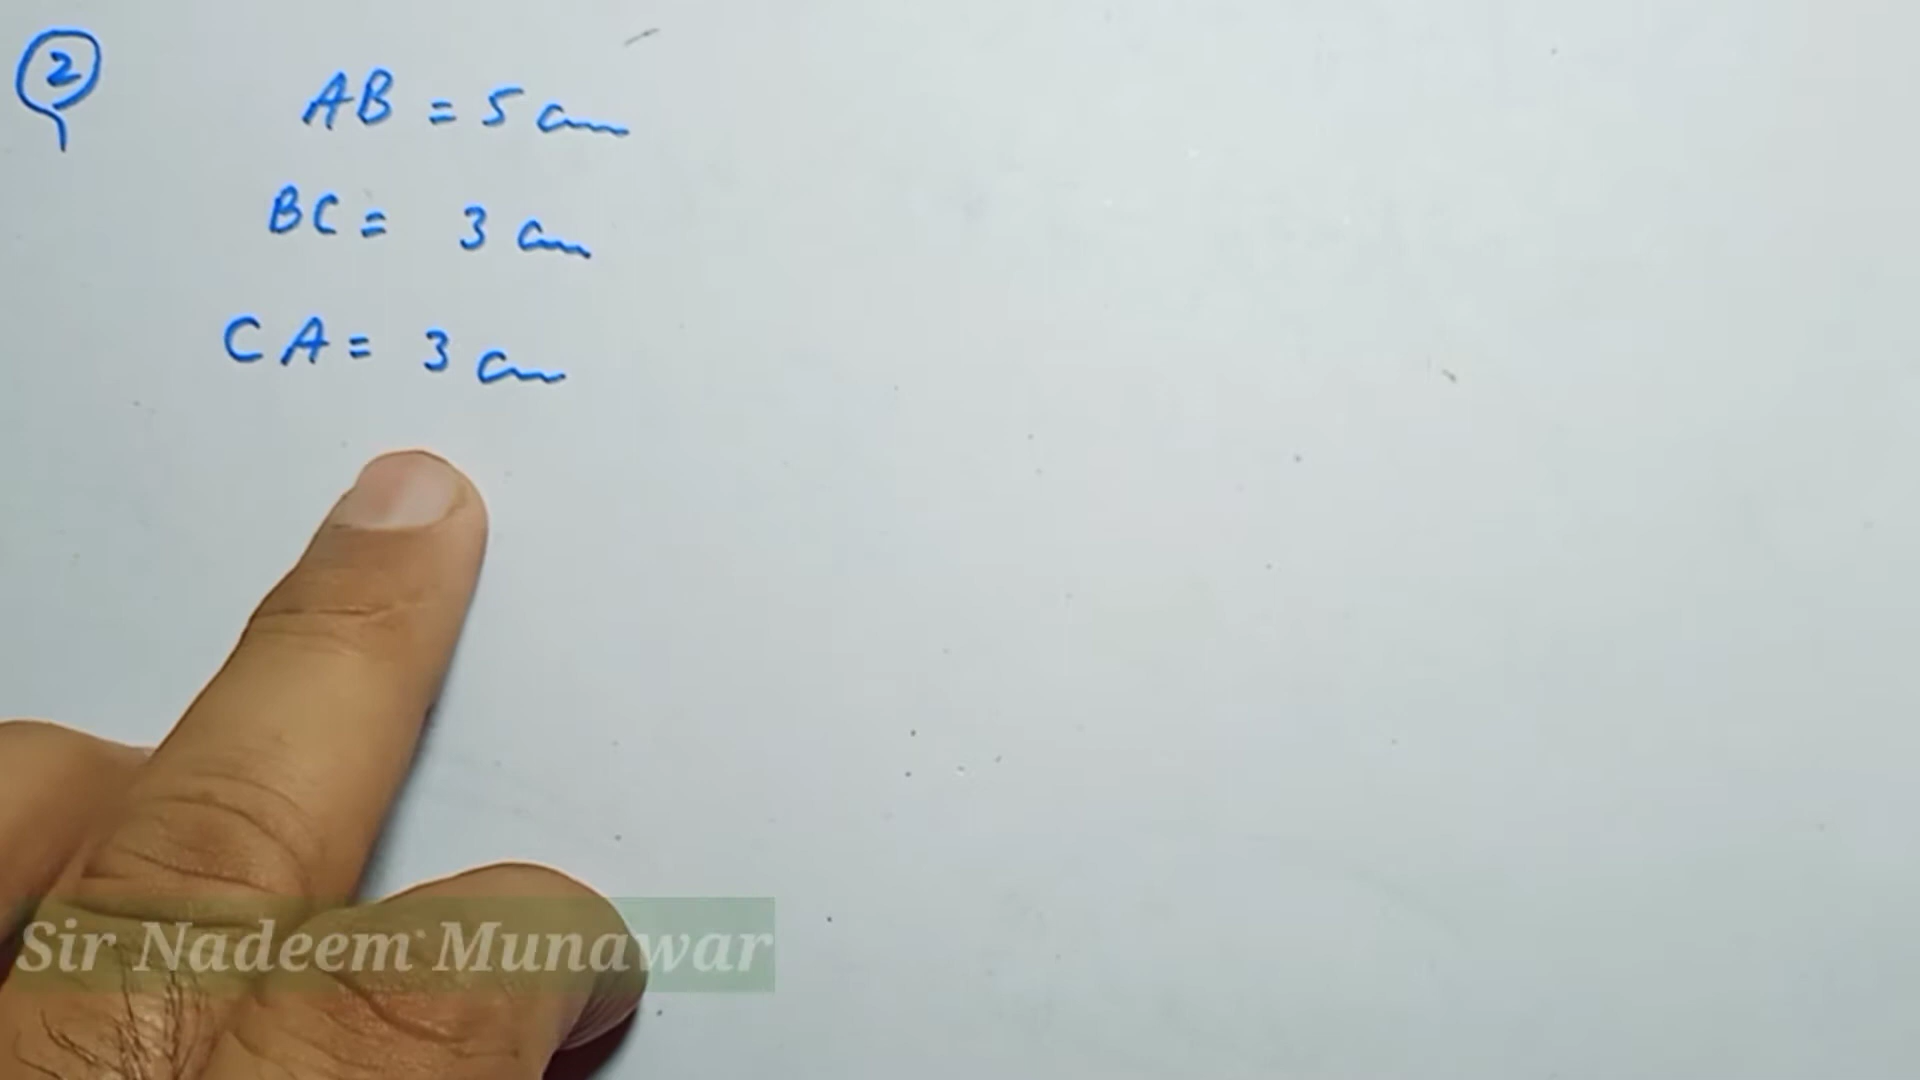 2
AB = 5 cm
BC = 3 cm
CA = 3 cm
Sir Nadeem Munawar